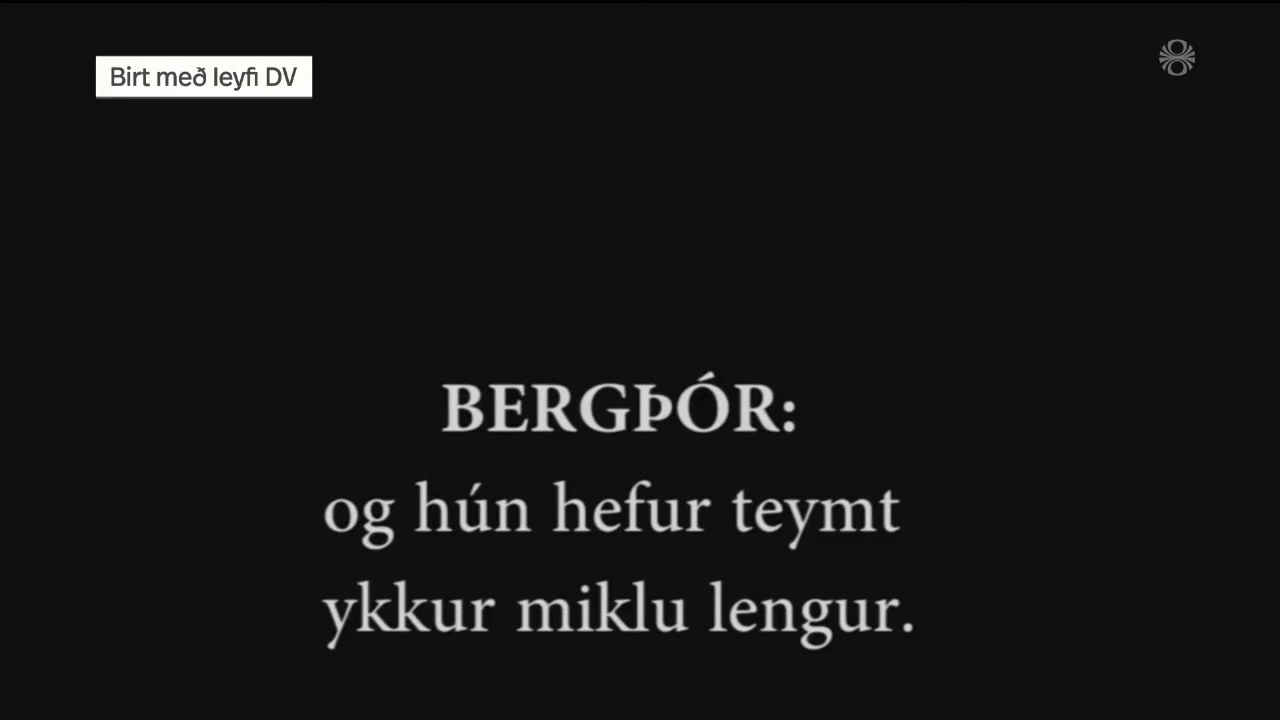 Birt með leyfi DV
BERGÞÓR:
og hún hefur teymt
ykkur miklu lengur.